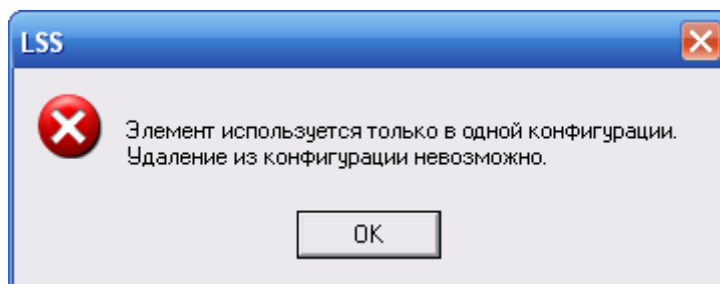 LSS
Элемент используется только в одной конфигурации.
Удаление из конфигурации невозможно.
OK